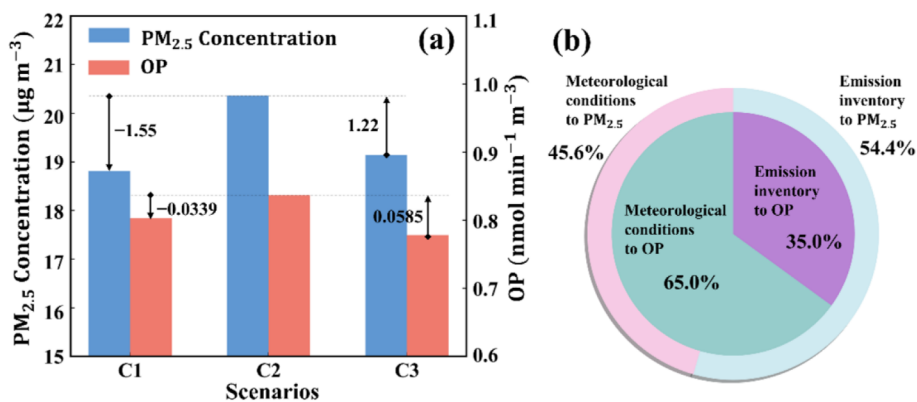 (a)
PM2.5 Concentration
OP
PM2.5 Concentration (μg m−3)
22
21
20
19
18
17
16
15
−1.55
−0.0339
1.22
0.0585
1.1
1.0
0.9
0.8
0.7
0.6
OP (nmol min−1 m−3)
C1
C2
C3
Scenarios
(b)
Meteorological
conditions
to PM2.5
45.6%
Emission
inventory
to PM2.5
54.4%
Emission
inventory
to OP
35.0%
Meteorological
conditions
to OP
65.0%